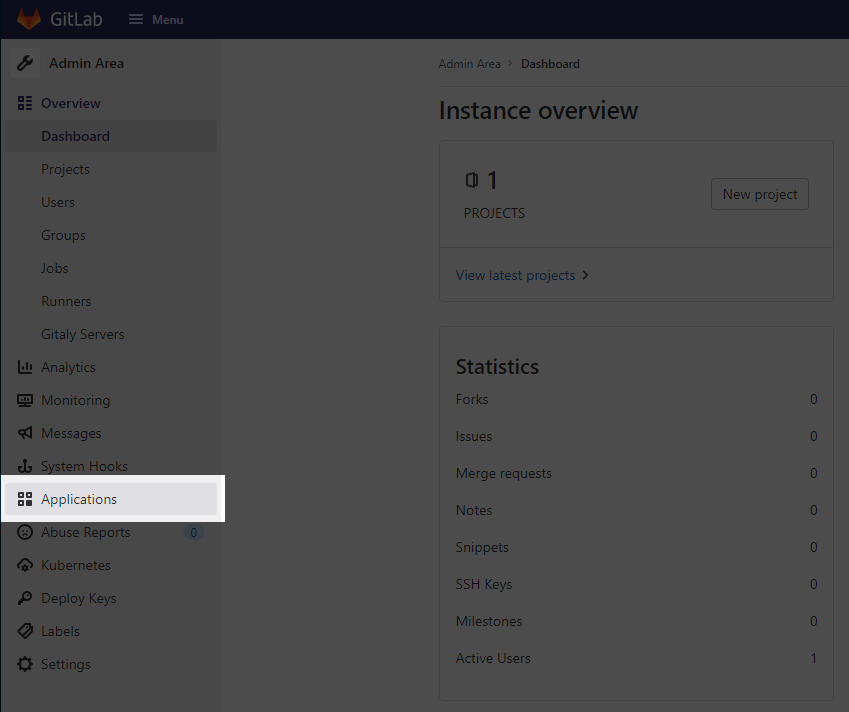 GitLab Menu
Admin Area
Overview
Dashboard
Projects
Users
Groups
Jobs
Runners
Gitaly Servers
Analytics
Monitoring
Messages
System Hooks
Applications
Abuse Reports 0
Kubernetes
Deploy Keys
Labels
Settings
Admin Area > Dashboard
Instance overview
1
PROJECTS
New project
View latest projects
Statistics
Forks 0
Issues 0
Merge requests 0
Notes 0
Snippets 0
SSH Keys 0
Milestones 0
Active Users 1